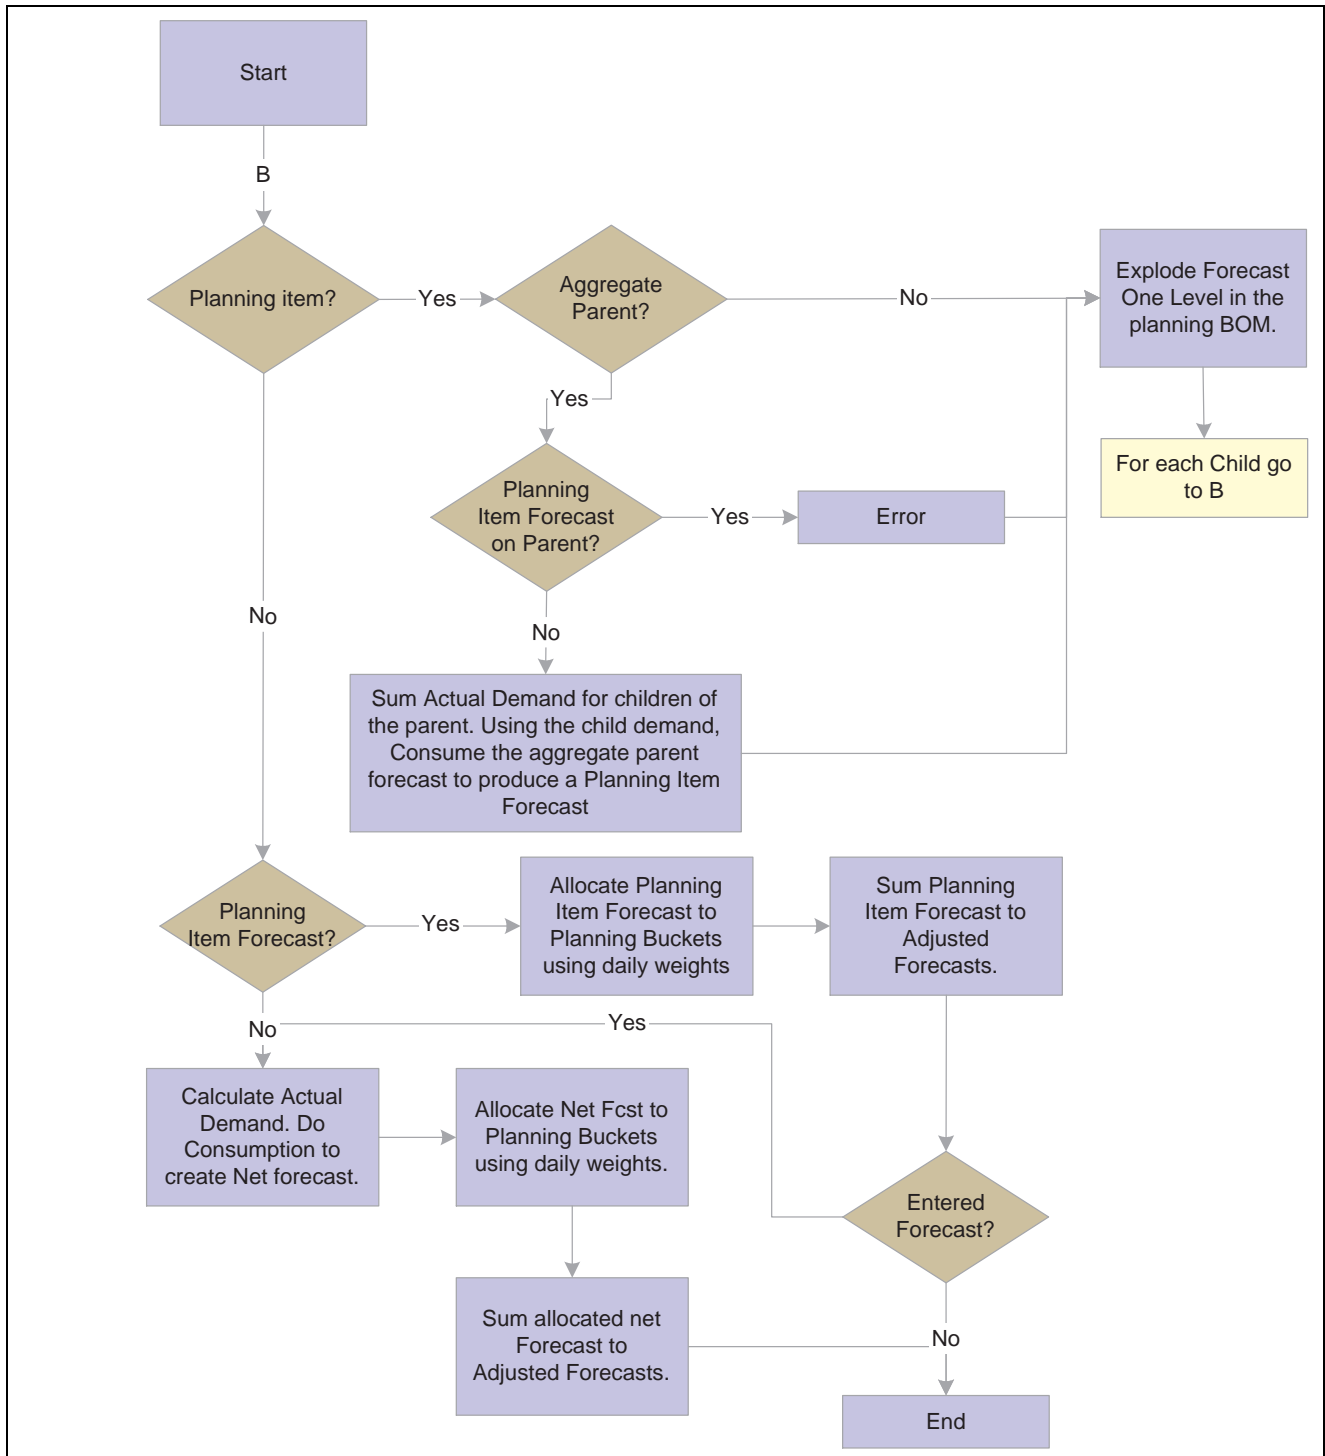 Start
B
Planning item?
Yes
Aggregate
Parent?
No
Explode Forecast
One Level in the
planning BOM.
For each Child go
to B
Yes
Planning
Item Forecast
on Parent?
Yes
Error
No
No
Sum Actual Demand for children of
the parent. Using the child demand,
Consume the aggregate parent
forecast to produce a Planning Item
Forecast
Planning
Item Forecast?
Yes
Allocate Planning
Item Forecast to
Planning Buckets
using daily weights
Sum Planning
Item Forecast to
Adjusted
Forecasts.
No
Yes
Calculate Actual
Demand. Do
Consumption to
create Net forecast.
Allocate Net Fcst to
Planning Buckets
using daily weights.
Entered
Forecast?
Sum allocated net
Forecast to
Adjusted Forecasts.
No
End